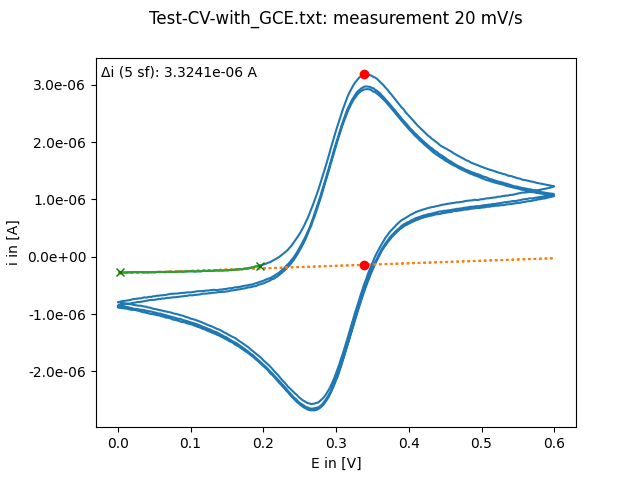 Test-CV-with_GCE.txt: measurement 20 mV/s
Δi (5 sf): 3.3241e-06 A
3.0e-06
2.0e-06
1.0e-06
0.0e+00
-1.0e-06
-2.0e-06
i in [A]
0.0 0.1 0.2 0.3 0.4 0.5 0.6
E in [V]